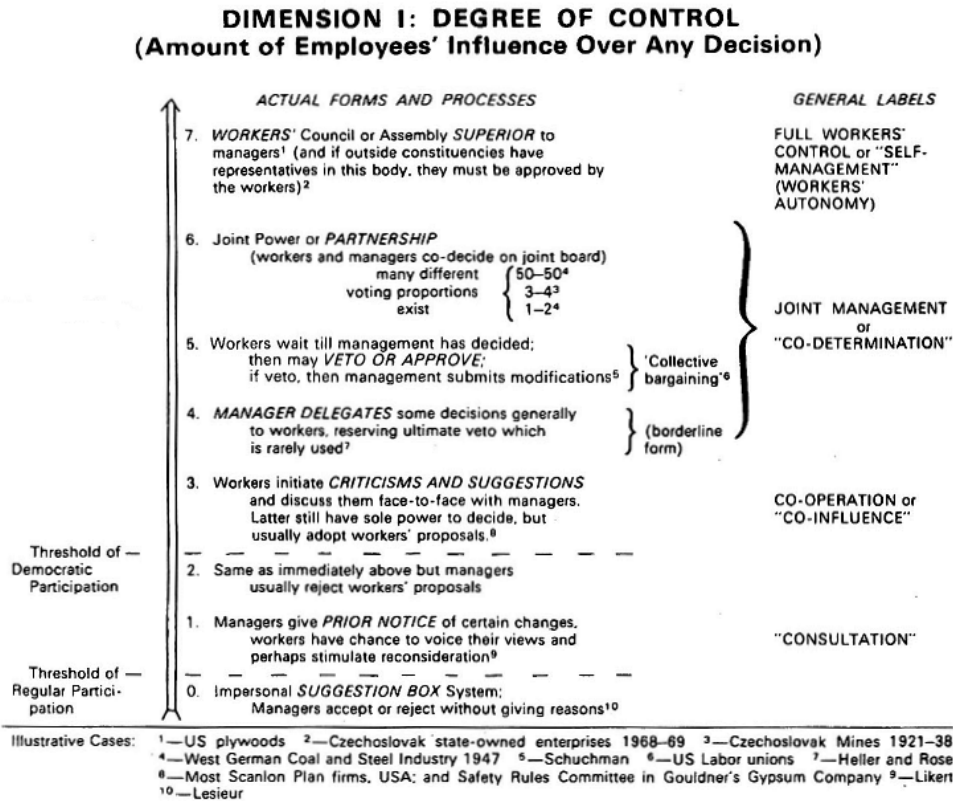 DIMENSION I: DEGREE OF CONTROL
(Amount of Employees' Influence Over Any Decision)
ACTUAL FORMS AND PROCESSES
GENERAL LABELS
7. WORKERS' Council or Assembly SUPERIOR to
managers¹ (and if outside constituencies have
representatives in this body, they must be approved by
the workers)²
FULL WORKERS'
CONTROL or "SELF-
MANAGEMENT"
(WORKERS'
AUTONOMY)
6. Joint Power or PARTNERSHIP
(workers and managers co-decide on joint board)
many different 50–50⁴
voting proportions 3–4³
exist 1–2⁴
JOINT MANAGEMENT
or
"CO-DETERMINATION"
5. Workers wait till management has decided;
then may VETO OR APPROVE;
if veto, then management submits modifications⁵
'Collective
bargaining'⁶
4. MANAGER DELEGATES some decisions generally
to workers, reserving ultimate veto which
is rarely used⁷
(borderline
form)
3. Workers initiate CRITICISMS AND SUGGESTIONS
and discuss them face-to-face with managers.
Latter still have sole power to decide, but
usually adopt workers' proposals.⁸
CO-OPERATION or
"CO-INFLUENCE"
Threshold of —
Democratic
Participation
2. Same as immediately above but managers
usually reject workers' proposals
1. Managers give PRIOR NOTICE of certain changes,
workers have chance to voice their views and
perhaps stimulate reconsideration⁹
"CONSULTATION"
Threshold of —
Regular Partici-
pation
0. Impersonal SUGGESTION BOX System;
Managers accept or reject without giving reasons¹⁰
Illustrative Cases: ¹—US plywoods ²—Czechoslovak state-owned enterprises 1968–69 ³—Czechoslovak Mines 1921–38
⁴—West German Coal and Steel Industry 1947 ⁵—Schuchman ⁶—US Labor unions ⁷—Heller and Rose
⁸—Most Scanlon Plan firms, USA; and Safety Rules Committee in Gouldner's Gypsum Company ⁹—Likert
¹⁰—Lesieur